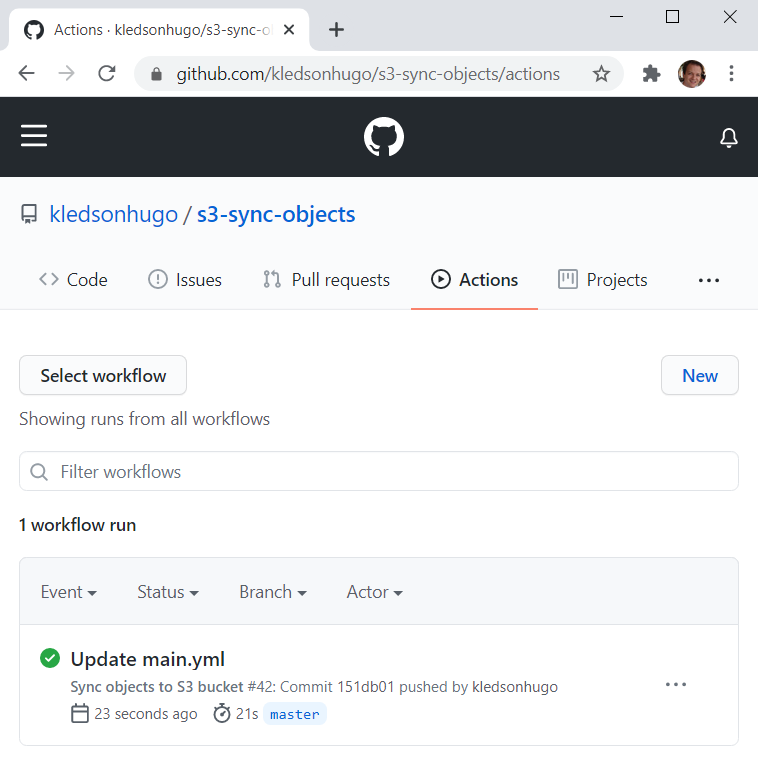 Actions · kledsonhugo/s3-sync-o
github.com/kledsonhugo/s3-sync-objects/actions
kledsonhugo / s3-sync-objects
Code Issues Pull requests Actions Projects ...
Select workflow New
Showing runs from all workflows
Filter workflows
1 workflow run
Event Status Branch Actor
Update main.yml
Sync objects to S3 bucket #42: Commit 151db01 pushed by kledsonhugo
23 seconds ago 21s master